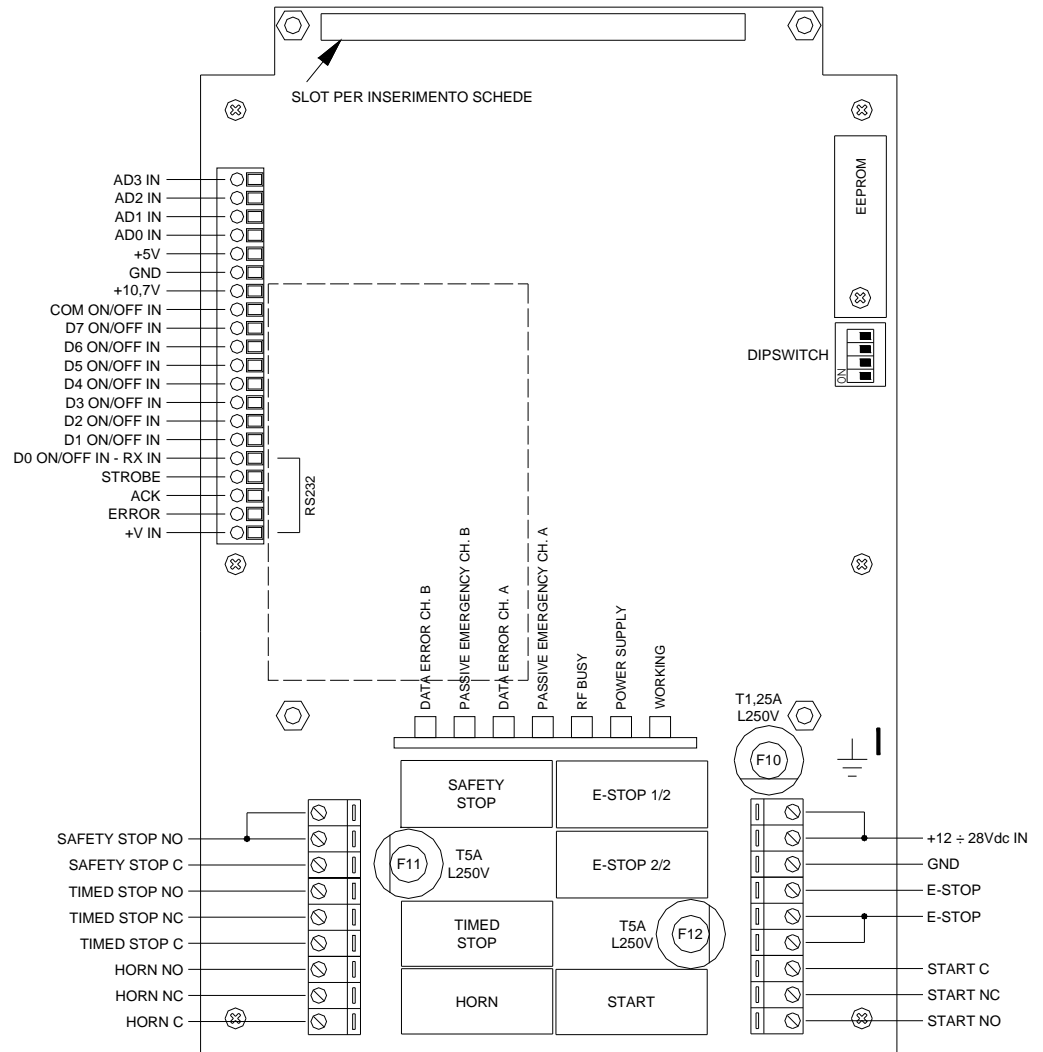 SLOT PER INSERIMENTO SCHEDE
AD3 IN
AD2 IN
AD1 IN
AD0 IN
+5V
GND
+10,7V
COM ON/OFF IN
D7 ON/OFF IN
D6 ON/OFF IN
D5 ON/OFF IN
D4 ON/OFF IN
D3 ON/OFF IN
D2 ON/OFF IN
D1 ON/OFF IN
D0 ON/OFF IN - RX IN
STROBE
ACK
ERROR
+V IN
RS232
EEPROM
DIPSWITCH
ON
DATA ERROR CH. B
PASSIVE EMERGENCY CH. B
DATA ERROR CH. A
PASSIVE EMERGENCY CH. A
RF BUSY
POWER SUPPLY
WORKING
T1,25A
L250V
F10
SAFETY
STOP
E-STOP 1/2
F11
T5A
L250V
E-STOP 2/2
TIMED
STOP
T5A
L250V
F12
HORN
START
SAFETY STOP NO
SAFETY STOP C
TIMED STOP NO
TIMED STOP NC
TIMED STOP C
HORN NO
HORN NC
HORN C
+12 ÷ 28Vdc IN
GND
E-STOP
E-STOP
START C
START NC
START NO